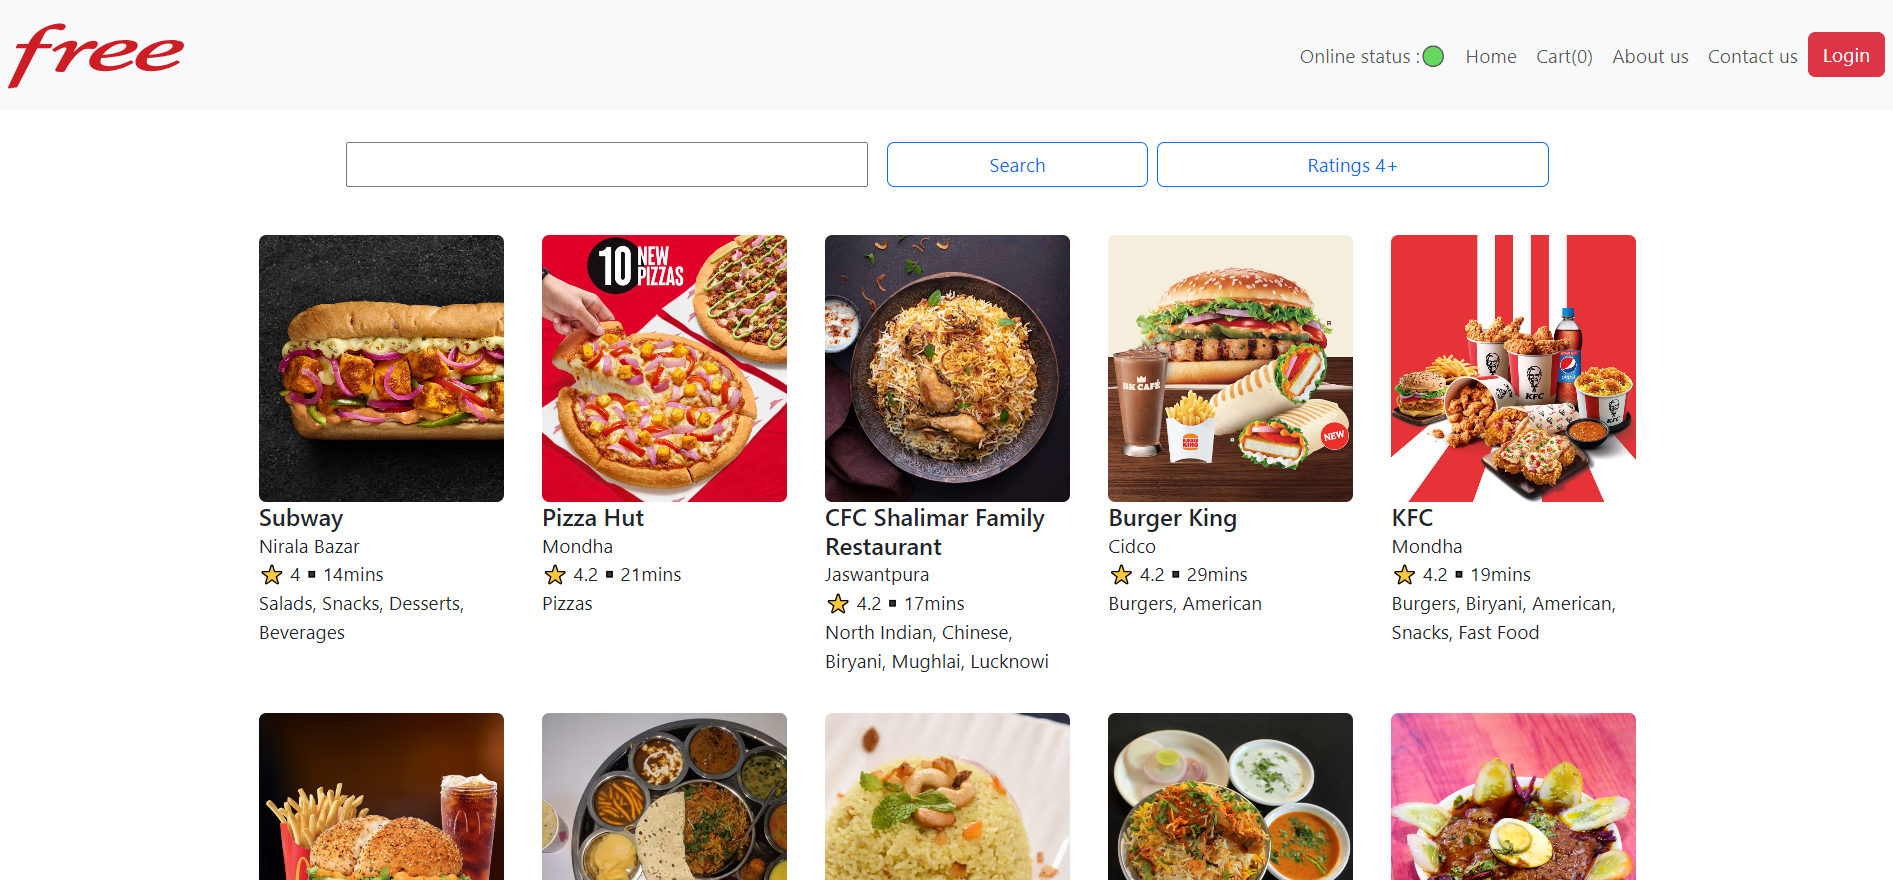 free
Online status : Home Cart(0) About us Contact us Login
Search Ratings 4+
10 NEW PIZZAS
BK CAFÉ
BURGER KING
NEW
KFC
KFC
Subway
Nirala Bazar
4 ▪ 14mins
Salads, Snacks, Desserts,
Beverages
Pizza Hut
Mondha
4.2 ▪ 21mins
Pizzas
CFC Shalimar Family
Restaurant
Jaswantpura
4.2 ▪ 17mins
North Indian, Chinese,
Biryani, Mughlai, Lucknowi
Burger King
Cidco
4.2 ▪ 29mins
Burgers, American
KFC
Mondha
4.2 ▪ 19mins
Burgers, Biryani, American,
Snacks, Fast Food